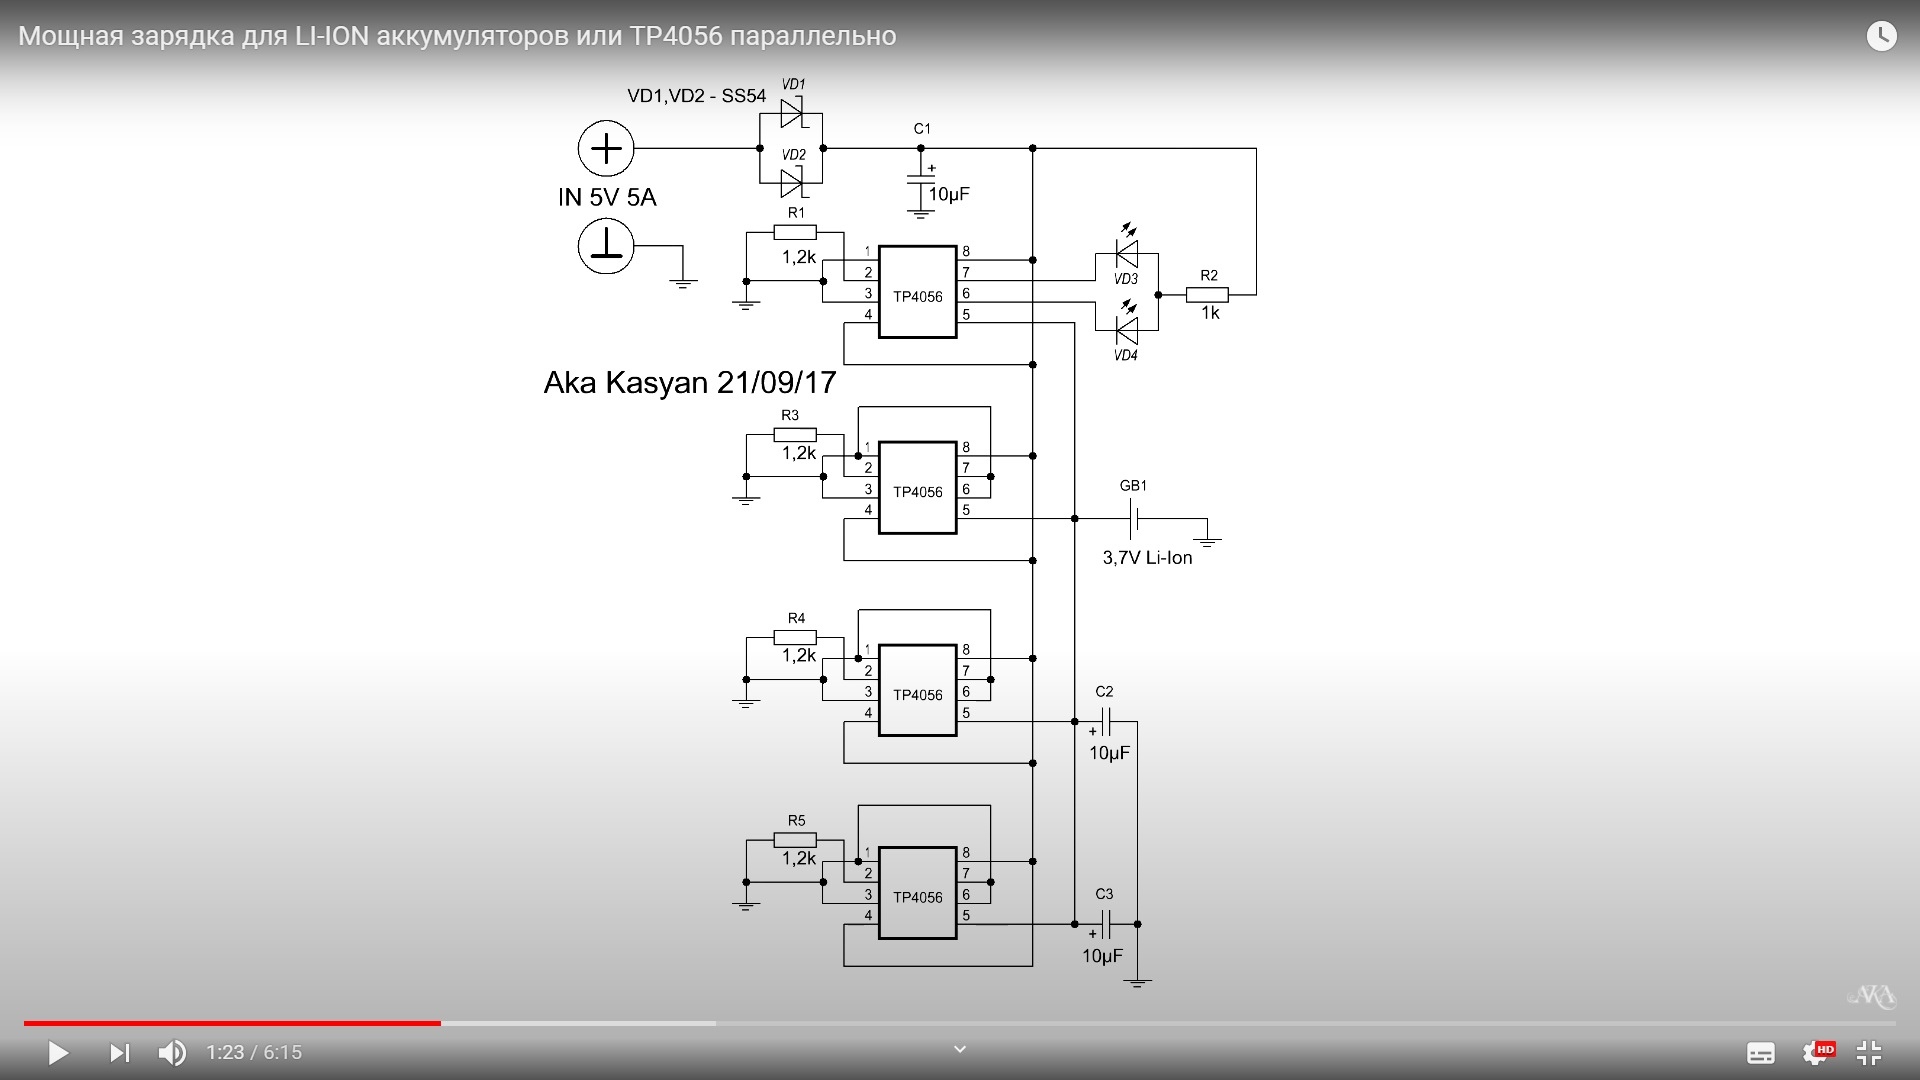 Мощная зарядка для LI-ION аккумуляторов или TP4056 параллельно
VD1
VD1,VD2 - SS54
C1
VD2
+
10µF
IN 5V 5A
R1
1,2k
1
2
3
4
TP4056
8
7
6
5
VD3
R2
1k
VD4
Aka Kasyan 21/09/17
R3
1,2k
1
2
3
4
TP4056
8
7
6
5
GB1
3,7V Li-Ion
R4
1,2k
1
2
3
4
TP4056
8
7
6
5
C2
+
10µF
R5
1,2k
1
2
3
4
TP4056
8
7
6
5
C3
+
10µF
AKA
1:23 / 6:15
HD